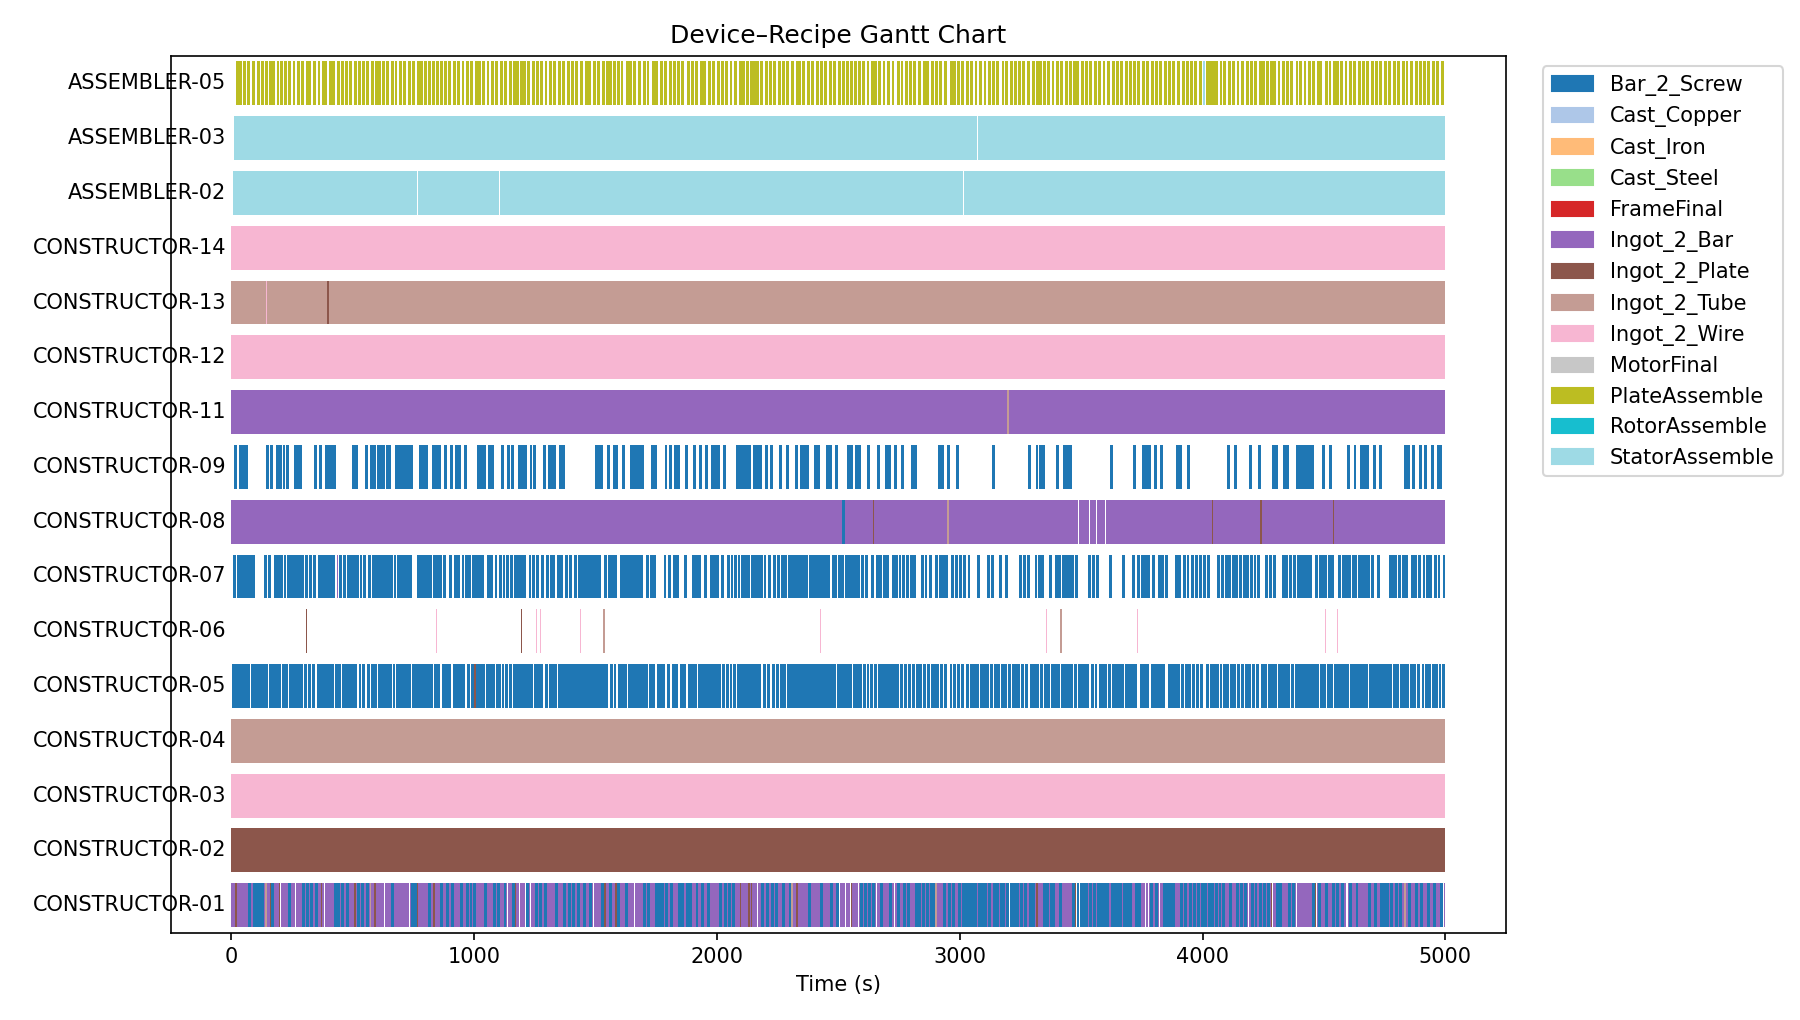 Device–Recipe Gantt Chart
ASSEMBLER-05
ASSEMBLER-03
ASSEMBLER-02
CONSTRUCTOR-14
CONSTRUCTOR-13
CONSTRUCTOR-12
CONSTRUCTOR-11
CONSTRUCTOR-09
CONSTRUCTOR-08
CONSTRUCTOR-07
CONSTRUCTOR-06
CONSTRUCTOR-05
CONSTRUCTOR-04
CONSTRUCTOR-03
CONSTRUCTOR-02
CONSTRUCTOR-01
0 1000 2000 3000 4000 5000
Time (s)
Bar_2_Screw
Cast_Copper
Cast_Iron
Cast_Steel
FrameFinal
Ingot_2_Bar
Ingot_2_Plate
Ingot_2_Tube
Ingot_2_Wire
MotorFinal
PlateAssemble
RotorAssemble
StatorAssemble